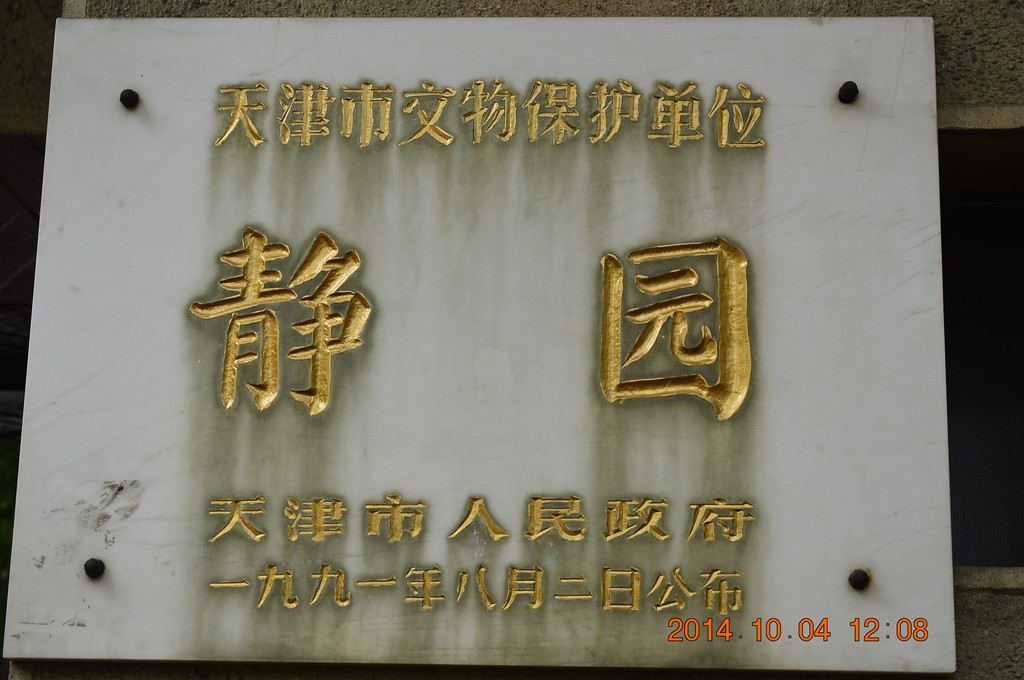 天津市文物保护单位
静园
天津市人民政府
一九九一年八月二日公布
2014.10.04 12:08